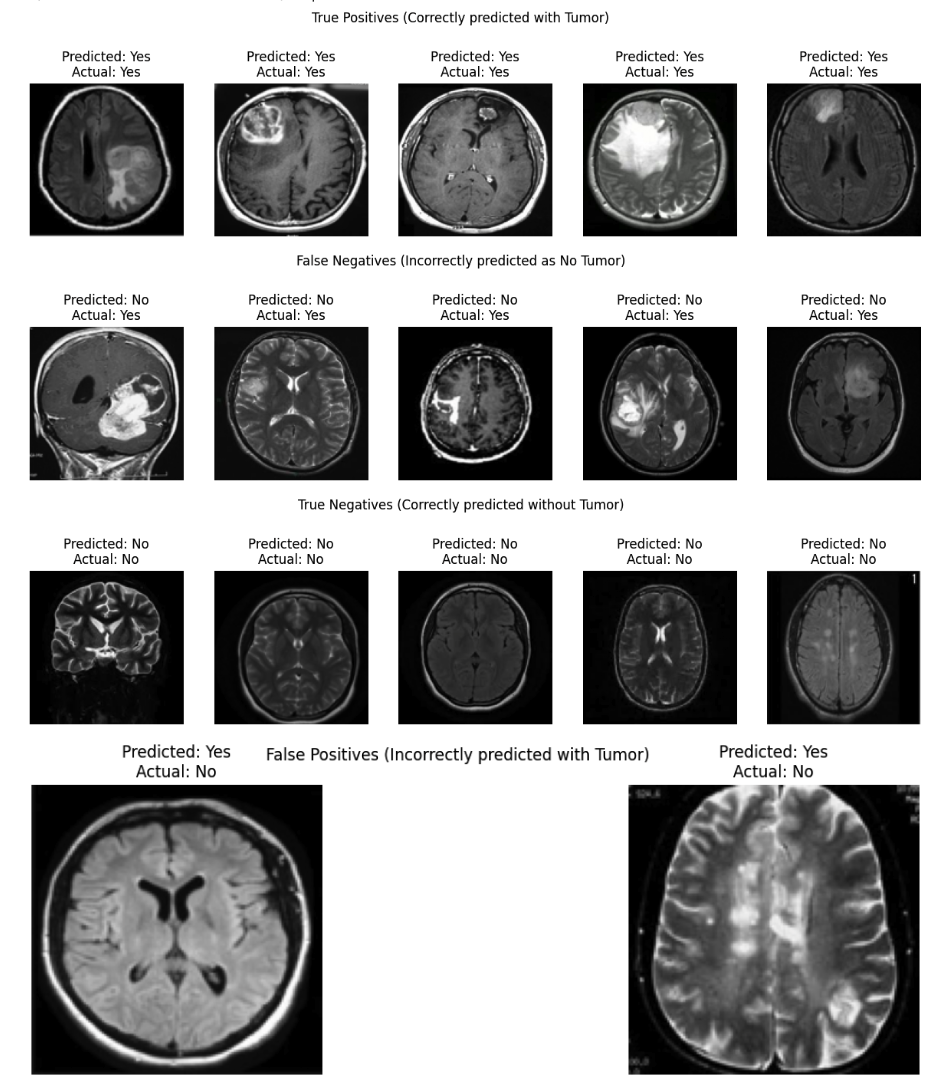 True Positives (Correctly predicted with Tumor)
Predicted: Yes
Actual: Yes
Predicted: Yes
Actual: Yes
Predicted: Yes
Actual: Yes
Predicted: Yes
Actual: Yes
Predicted: Yes
Actual: Yes
False Negatives (Incorrectly predicted as No Tumor)
Predicted: No
Actual: Yes
Predicted: No
Actual: Yes
Predicted: No
Actual: Yes
Predicted: No
Actual: Yes
Predicted: No
Actual: Yes
True Negatives (Correctly predicted without Tumor)
Predicted: No
Actual: No
Predicted: No
Actual: No
Predicted: No
Actual: No
Predicted: No
Actual: No
Predicted: No
Actual: No
1
False Positives (Incorrectly predicted with Tumor)
Predicted: Yes
Actual: No
Predicted: Yes
Actual: No